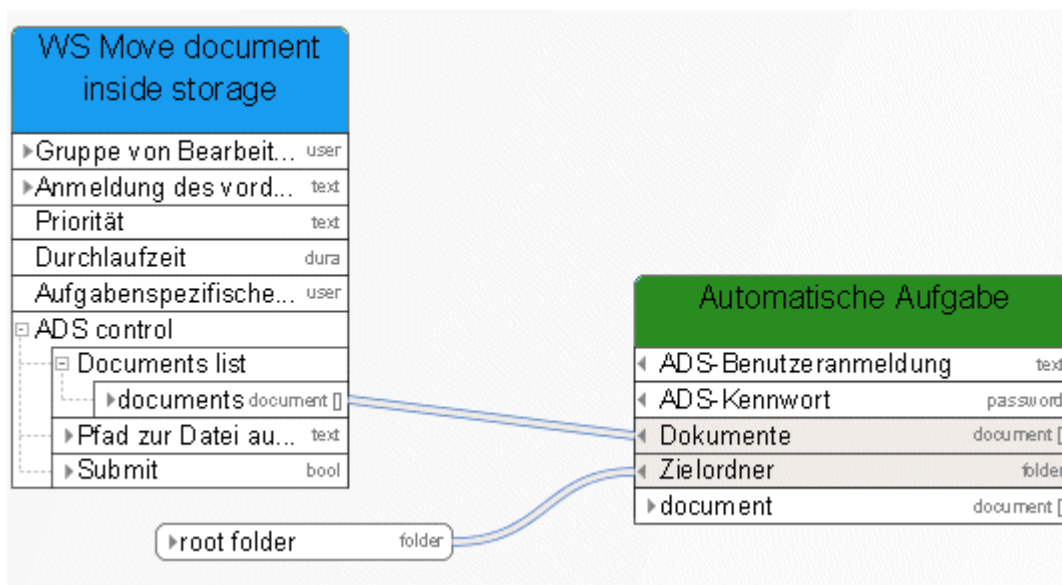 WS Move document
inside storage
Gruppe von Bearbeit... user
Anmeldung des vord... text
Priorität text
Durchlaufzeit dura
Aufgabenspezifische... user
ADS control
Documents list
documents document []
Pfad zur Datei au... text
Submit bool
root folder folder
Automatische Aufgabe
ADS-Benutzeranmeldung text
ADS-Kennwort password
Dokumente document [
Zielordner folder
document document [